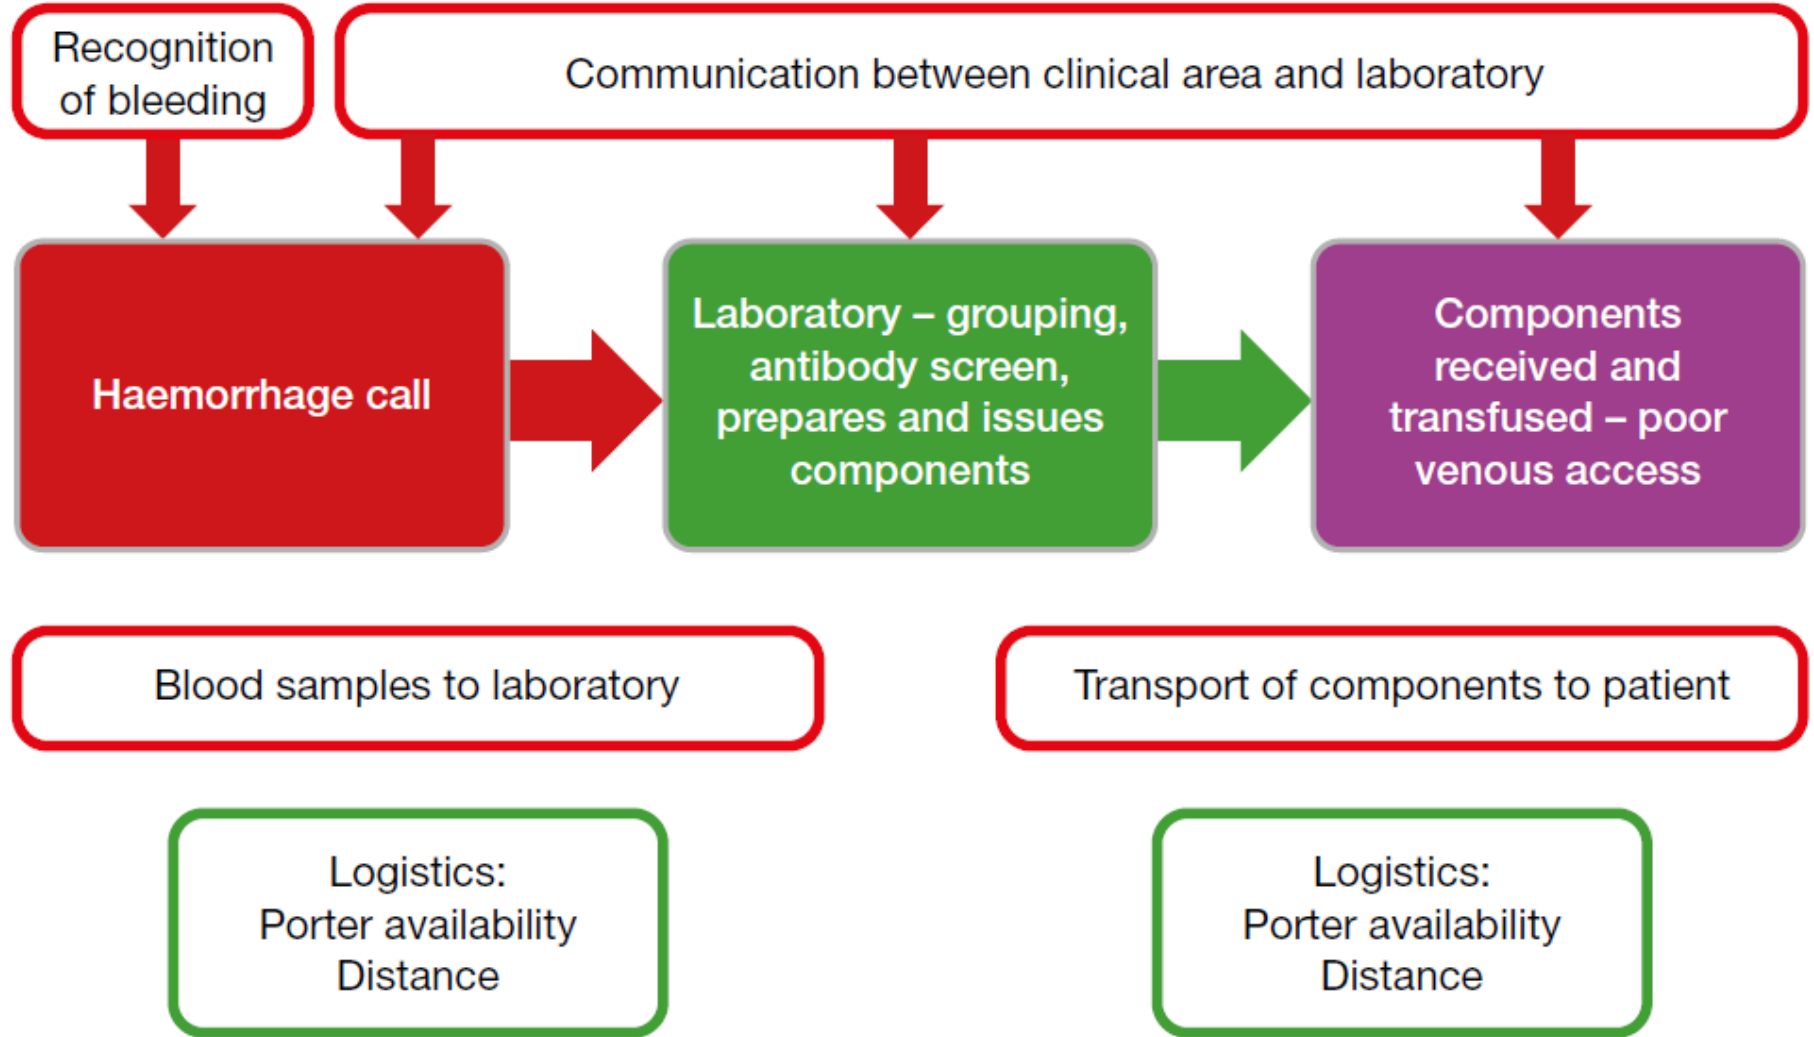 Recognition
of bleeding
Communication between clinical area and laboratory
Haemorrhage call
Laboratory – grouping,
antibody screen,
prepares and issues
components
Components
received and
transfused – poor
venous access
Blood samples to laboratory
Transport of components to patient
Logistics:
Porter availability
Distance
Logistics:
Porter availability
Distance